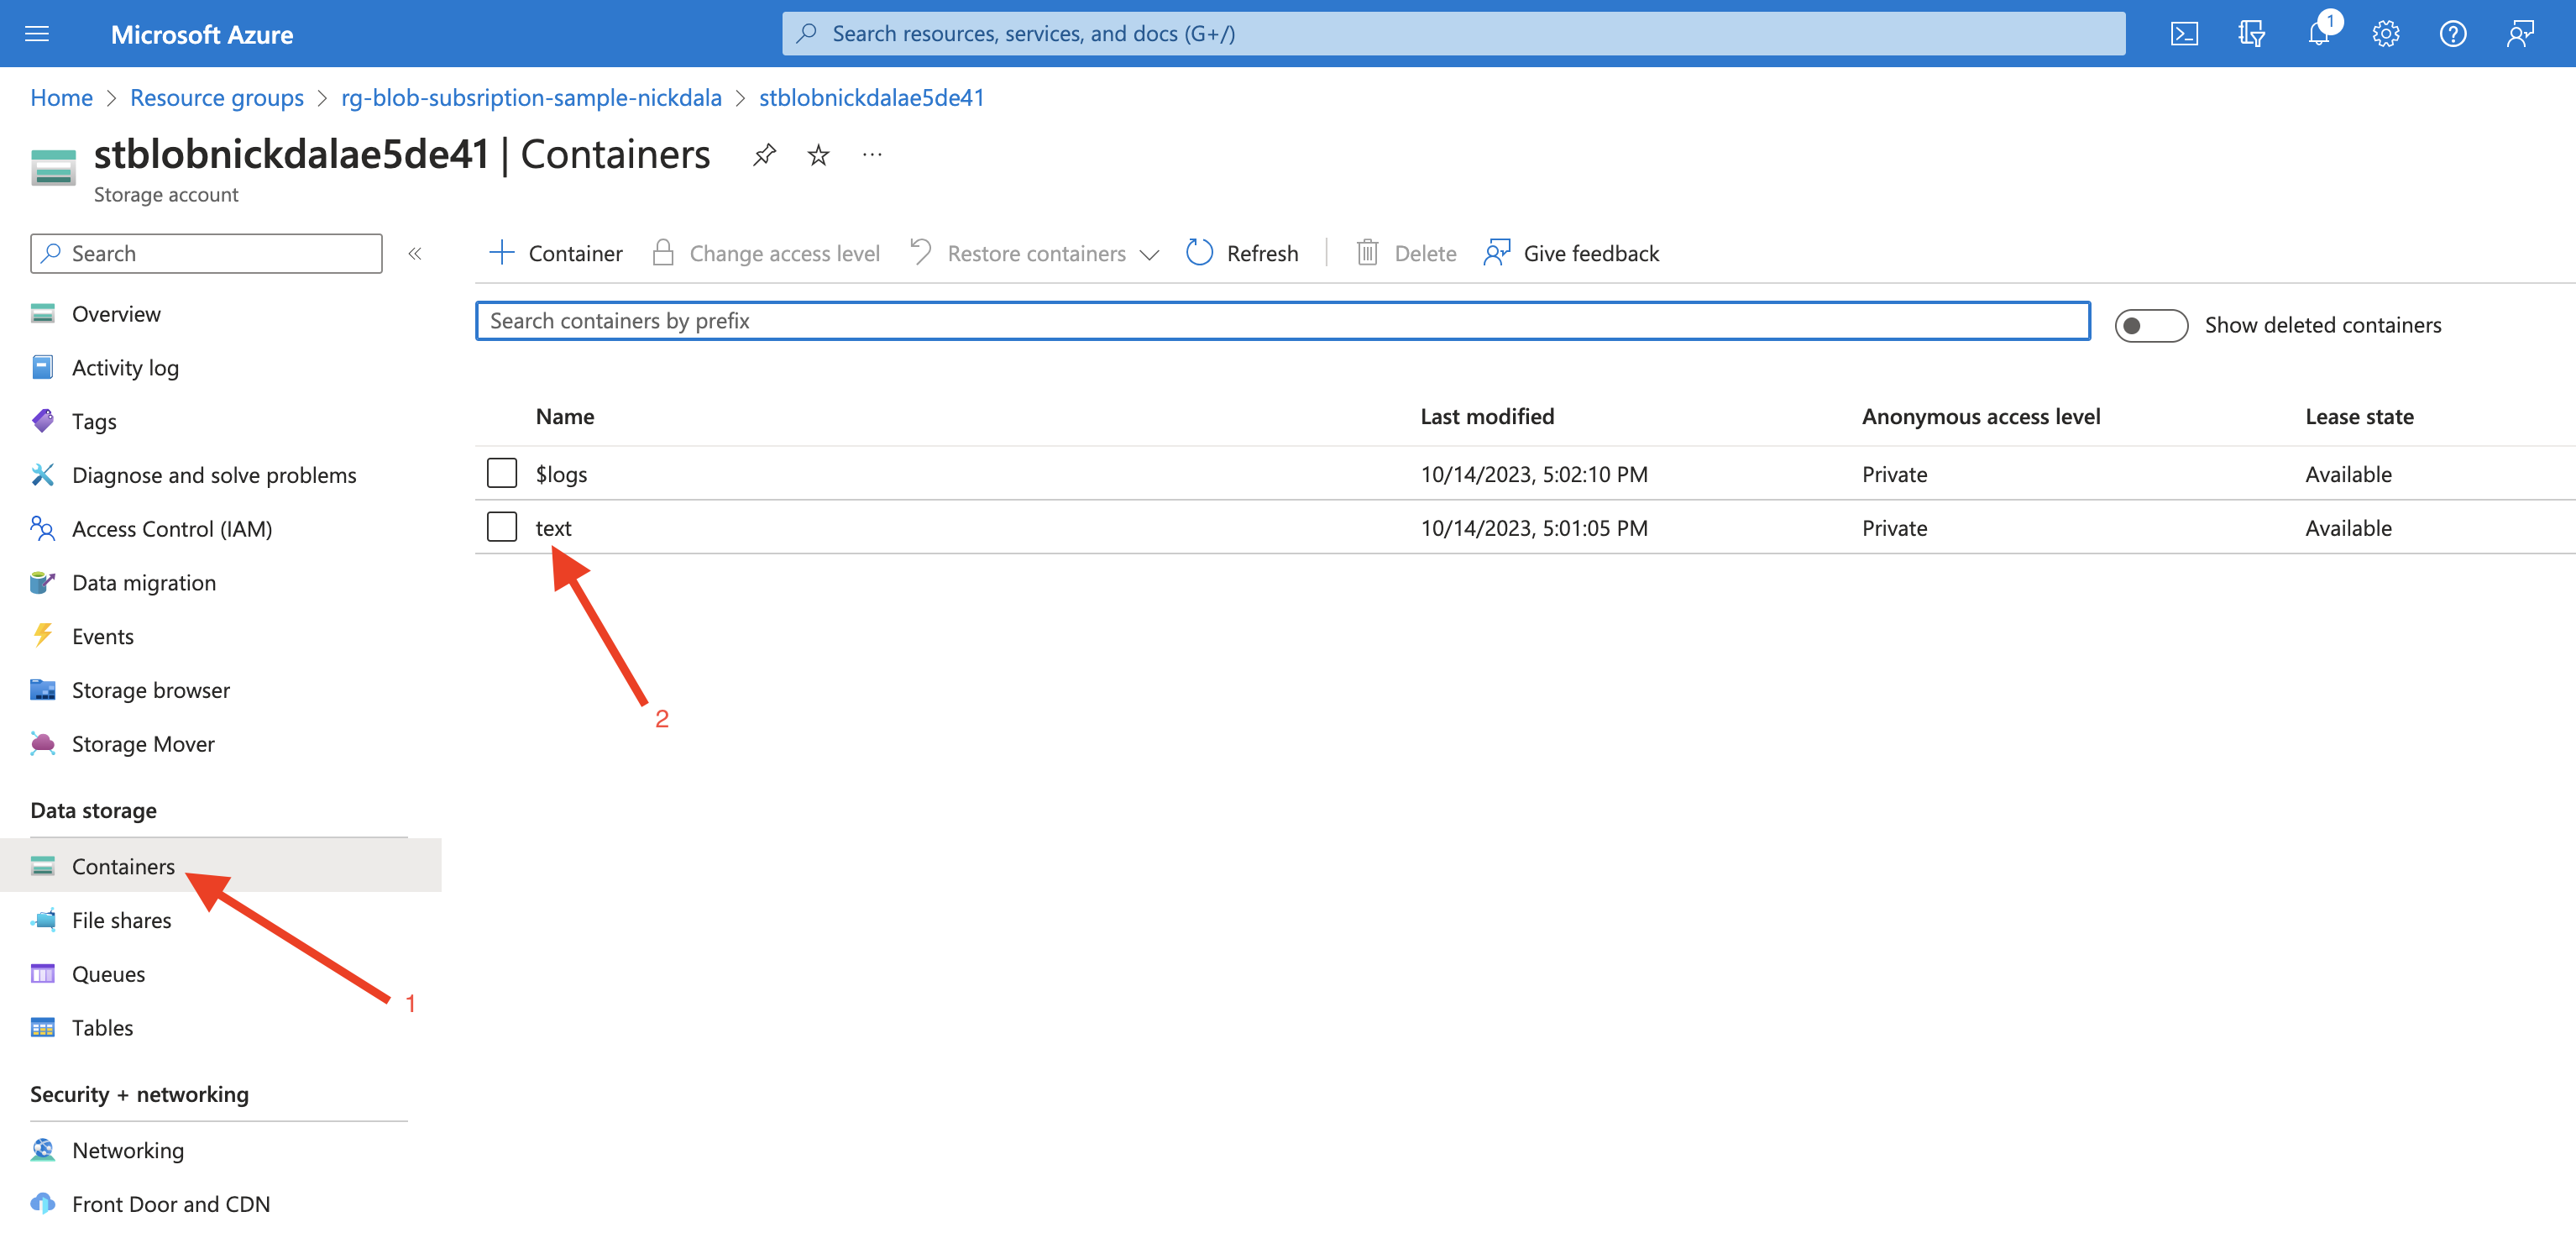 Microsoft Azure
Search resources, services, and docs (G+/)
1
Home > Resource groups > rg-blob-subsription-sample-nickdala > stblobnickdalae5de41
stblobnickdalae5de41 | Containers
Storage account
Search
Container
Change access level
Restore containers
Refresh
Delete
Give feedback
Search containers by prefix
Show deleted containers
Overview
Activity log
Tags
Diagnose and solve problems
Access Control (IAM)
Data migration
Events
Storage browser
Storage Mover
Data storage
Containers
File shares
Queues
Tables
Security + networking
Networking
Front Door and CDN
Name Last modified Anonymous access level Lease state
$logs 10/14/2023, 5:02:10 PM Private Available
text 10/14/2023, 5:01:05 PM Private Available
2
1